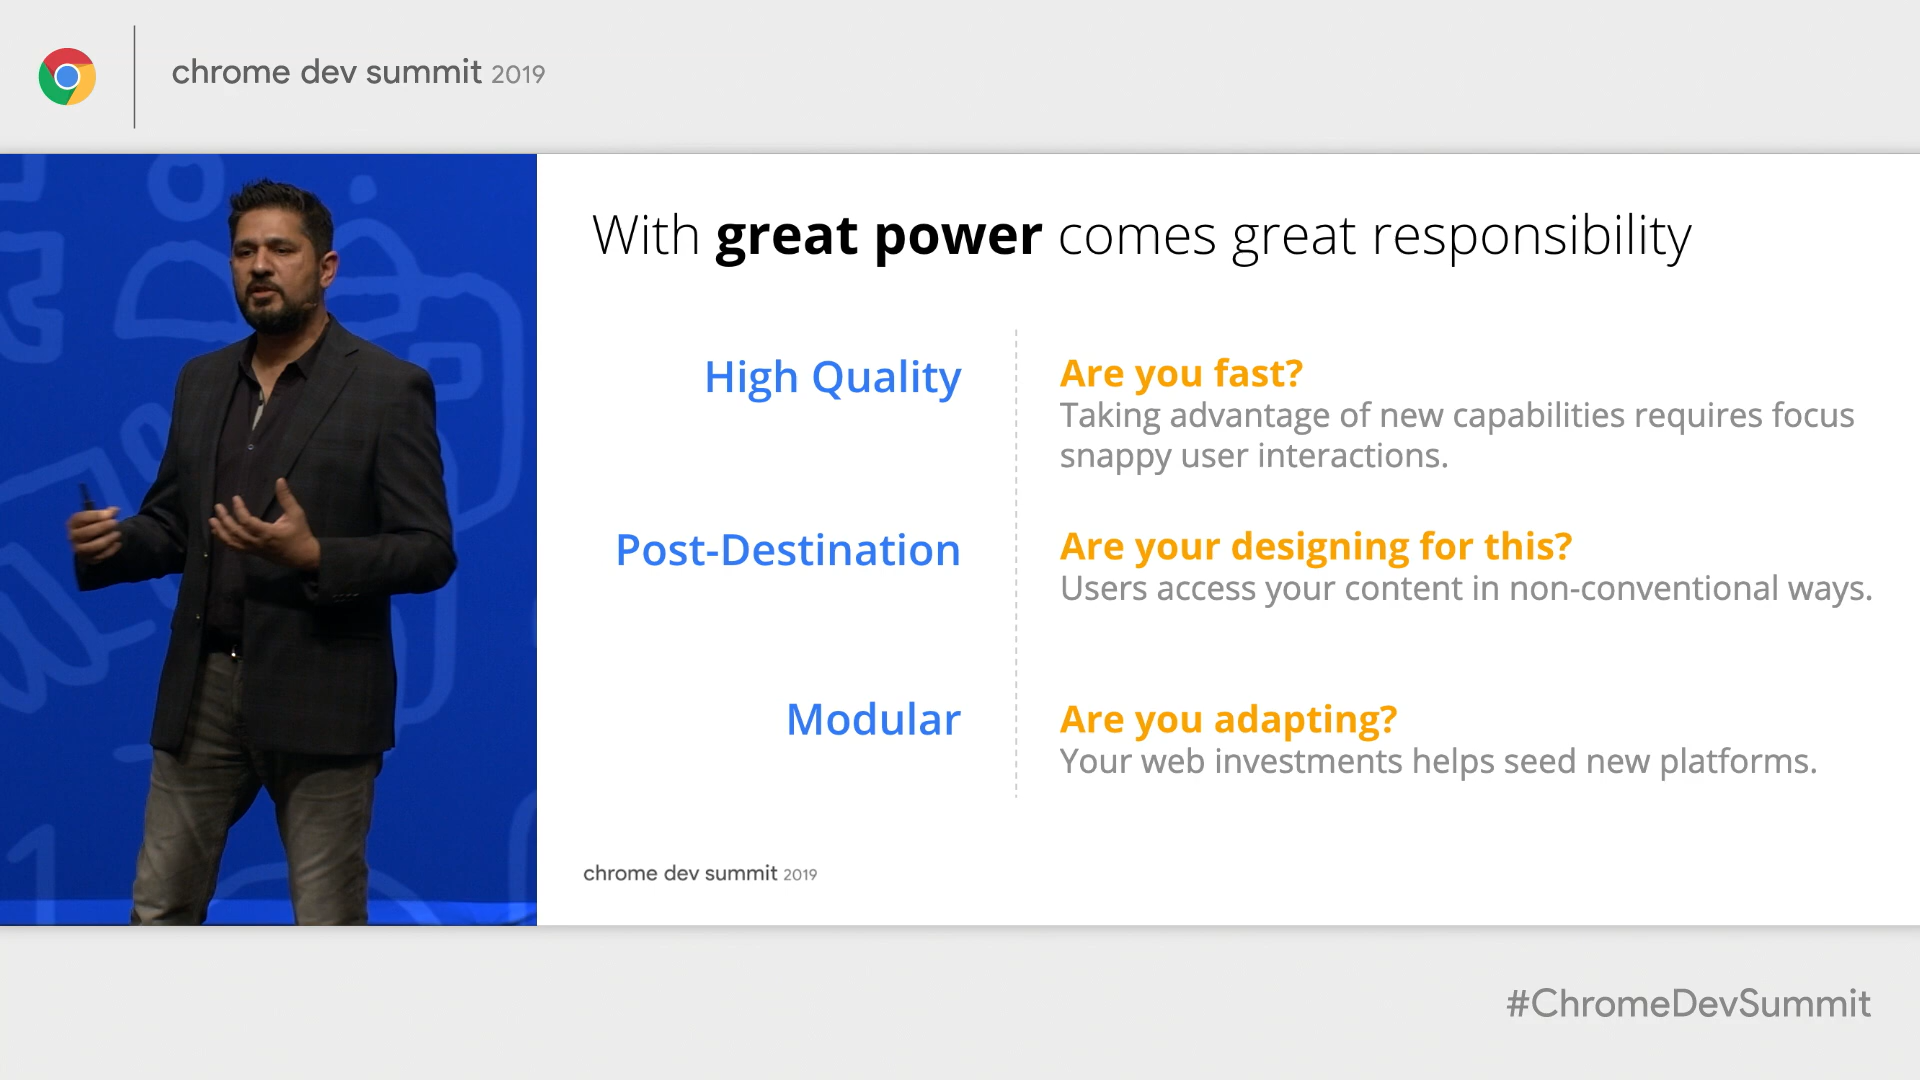 chrome dev summit 2019
With great power comes great responsibility
High Quality
Are you fast?
Taking advantage of new capabilities requires focus
snappy user interactions.
Post-Destination
Are your designing for this?
Users access your content in non-conventional ways.
Modular
Are you adapting?
Your web investments helps seed new platforms.
chrome dev summit 2019
#ChromeDevSummit